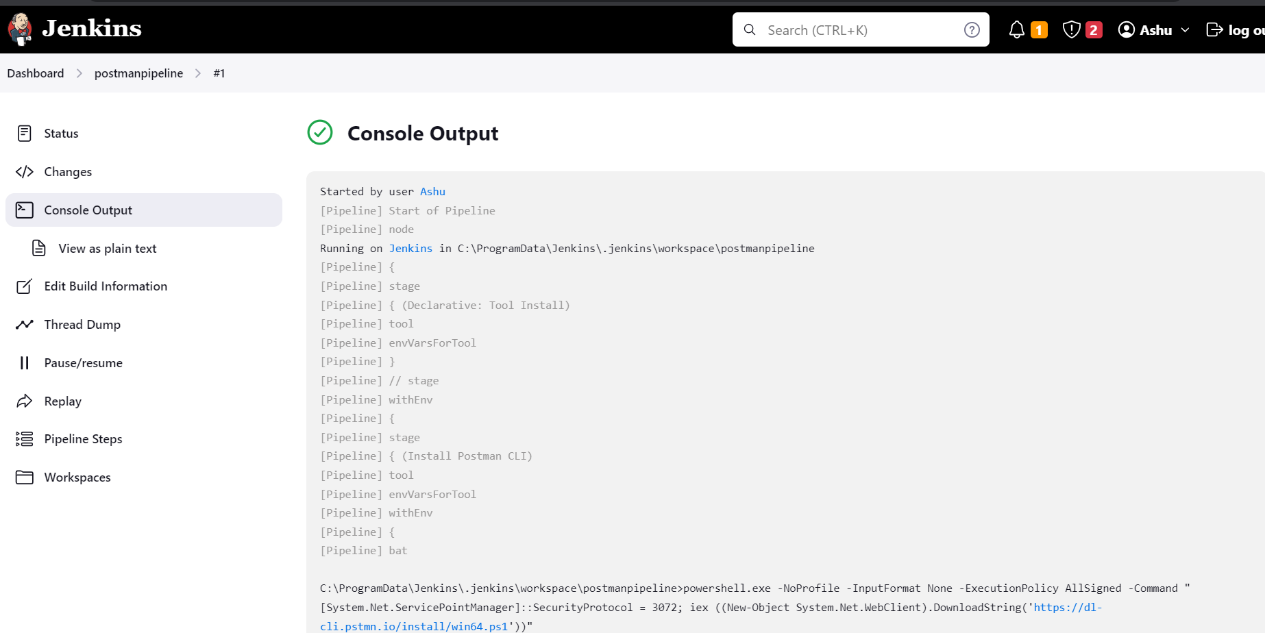 Jenkins
Search (CTRL+K)
1
2
Ashu
log ou
Dashboard
postmanpipeline
#1
Status
Changes
Console Output
View as plain text
Edit Build Information
Thread Dump
Pause/resume
Replay
Pipeline Steps
Workspaces
Console Output
Started by user Ashu
[Pipeline] Start of Pipeline
[Pipeline] node
Running on Jenkins in C:\ProgramData\Jenkins\.jenkins\workspace\postmanpipeline
[Pipeline] {
[Pipeline] stage
[Pipeline] { (Declarative: Tool Install)
[Pipeline] tool
[Pipeline] envVarsForTool
[Pipeline] }
[Pipeline] // stage
[Pipeline] withEnv
[Pipeline] {
[Pipeline] stage
[Pipeline] { (Install Postman CLI)
[Pipeline] tool
[Pipeline] envVarsForTool
[Pipeline] withEnv
[Pipeline] {
[Pipeline] bat
C:\ProgramData\Jenkins\.jenkins\workspace\postmanpipeline>powershell.exe -NoProfile -InputFormat None -ExecutionPolicy AllSigned -Command "
[System.Net.ServicePointManager]::SecurityProtocol = 3072; iex ((New-Object System.Net.WebClient).DownloadString('https://dl-
cli.pstmn.io/install/win64.ps1'))"